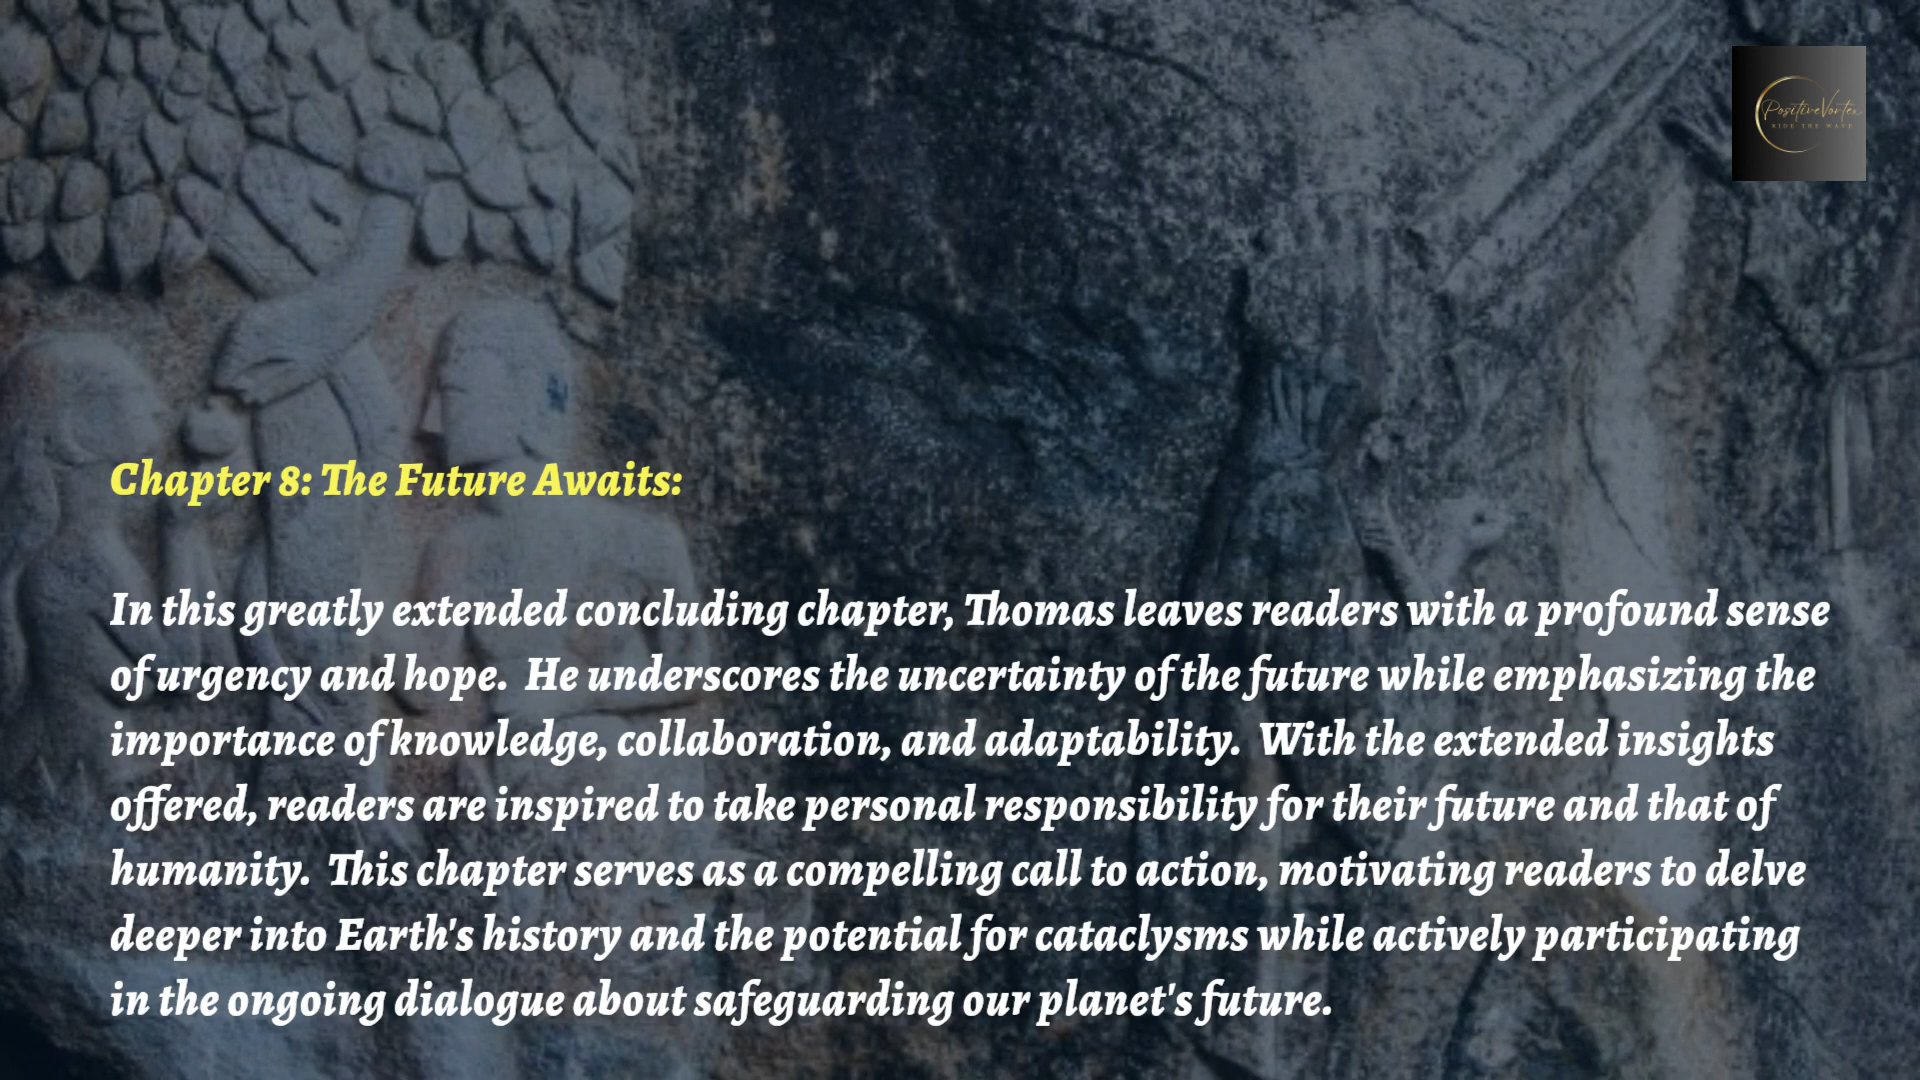 PositiveVortex
RIDE THE WAVE
Chapter 8: The Future Awaits:
In this greatly extended concluding chapter, Thomas leaves readers with a profound sense
of urgency and hope.  He underscores the uncertainty of the future while emphasizing the
importance of knowledge, collaboration, and adaptability.  With the extended insights
offered, readers are inspired to take personal responsibility for their future and that of
humanity.  This chapter serves as a compelling call to action, motivating readers to delve
deeper into Earth's history and the potential for cataclysms while actively participating
in the ongoing dialogue about safeguarding our planet's future.